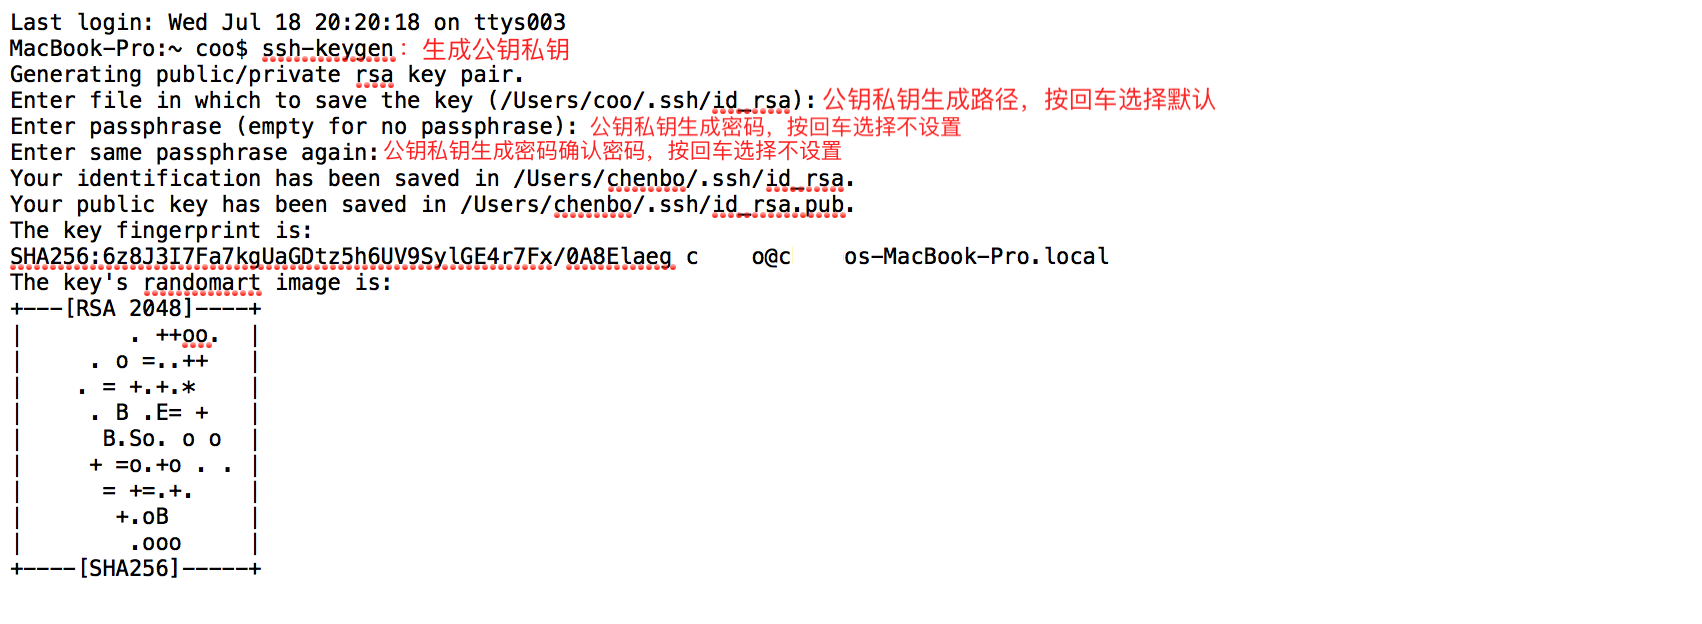 Last login: Wed Jul 18 20:20:18 on ttys003
MacBook-Pro:~ coo$ ssh-keygen：生成公钥私钥
Generating public/private rsa key pair.
Enter file in which to save the key (/Users/coo/.ssh/id_rsa):公钥私钥生成路径，按回车选择默认
Enter passphrase (empty for no passphrase): 公钥私钥生成密码，按回车选择不设置
Enter same passphrase again:公钥私钥生成密码确认密码，按回车选择不设置
Your identification has been saved in /Users/chenbo/.ssh/id_rsa.
Your public key has been saved in /Users/chenbo/.ssh/id_rsa.pub.
The key fingerprint is:
SHA256:6z8J3I7Fa7kgUaGDtz5h6UV9SylGE4r7Fx/0A8Elaeg c    o@c    os-MacBook-Pro.local
The key's randomart image is:
+---[RSA 2048]----+
|        . ++oo.  |
|     . o =..++   |
|    . = +.+.*    |
|     . B .E= +   |
|      B.So. o o  |
|     + =o.+o . . |
|      = +=.+.    |
|       +.oB      |
|        .ooo     |
+----[SHA256]-----+